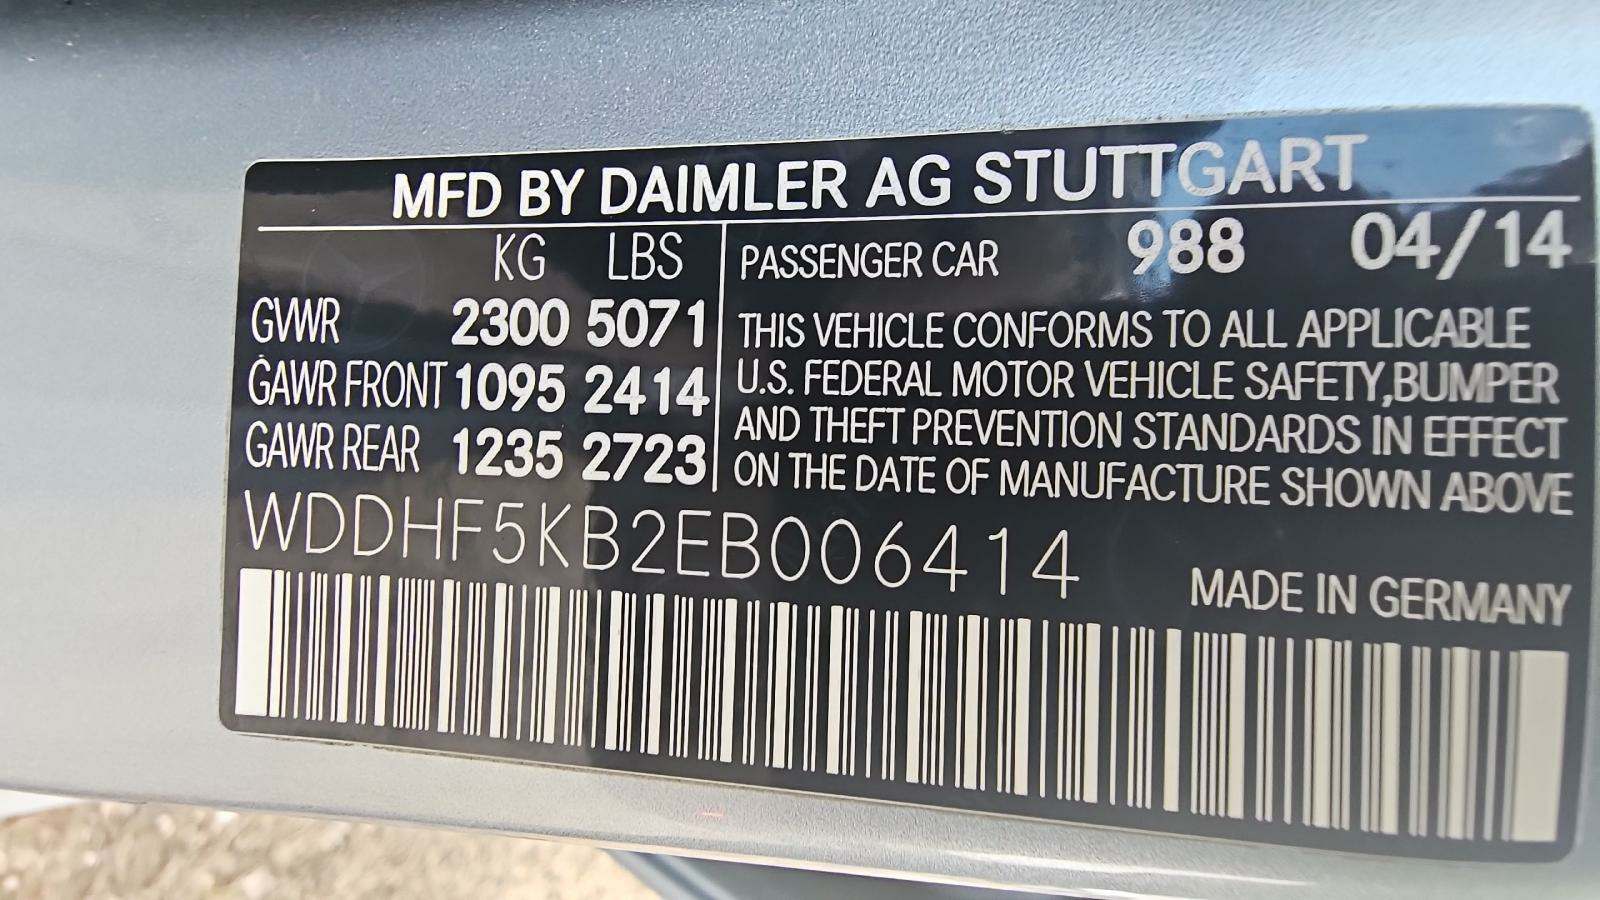 MFD BY DAIMLER AG STUTTGART
KG LBS
GVWR 2300 5071
GAWR FRONT 1095 2414
GAWR REAR 1235 2723
PASSENGER CAR 988 04/14
THIS VEHICLE CONFORMS TO ALL APPLICABLE
U.S. FEDERAL MOTOR VEHICLE SAFETY,BUMPER
AND THEFT PREVENTION STANDARDS IN EFFECT
ON THE DATE OF MANUFACTURE SHOWN ABOVE
WDDHF5KB2EB006414
MADE IN GERMANY